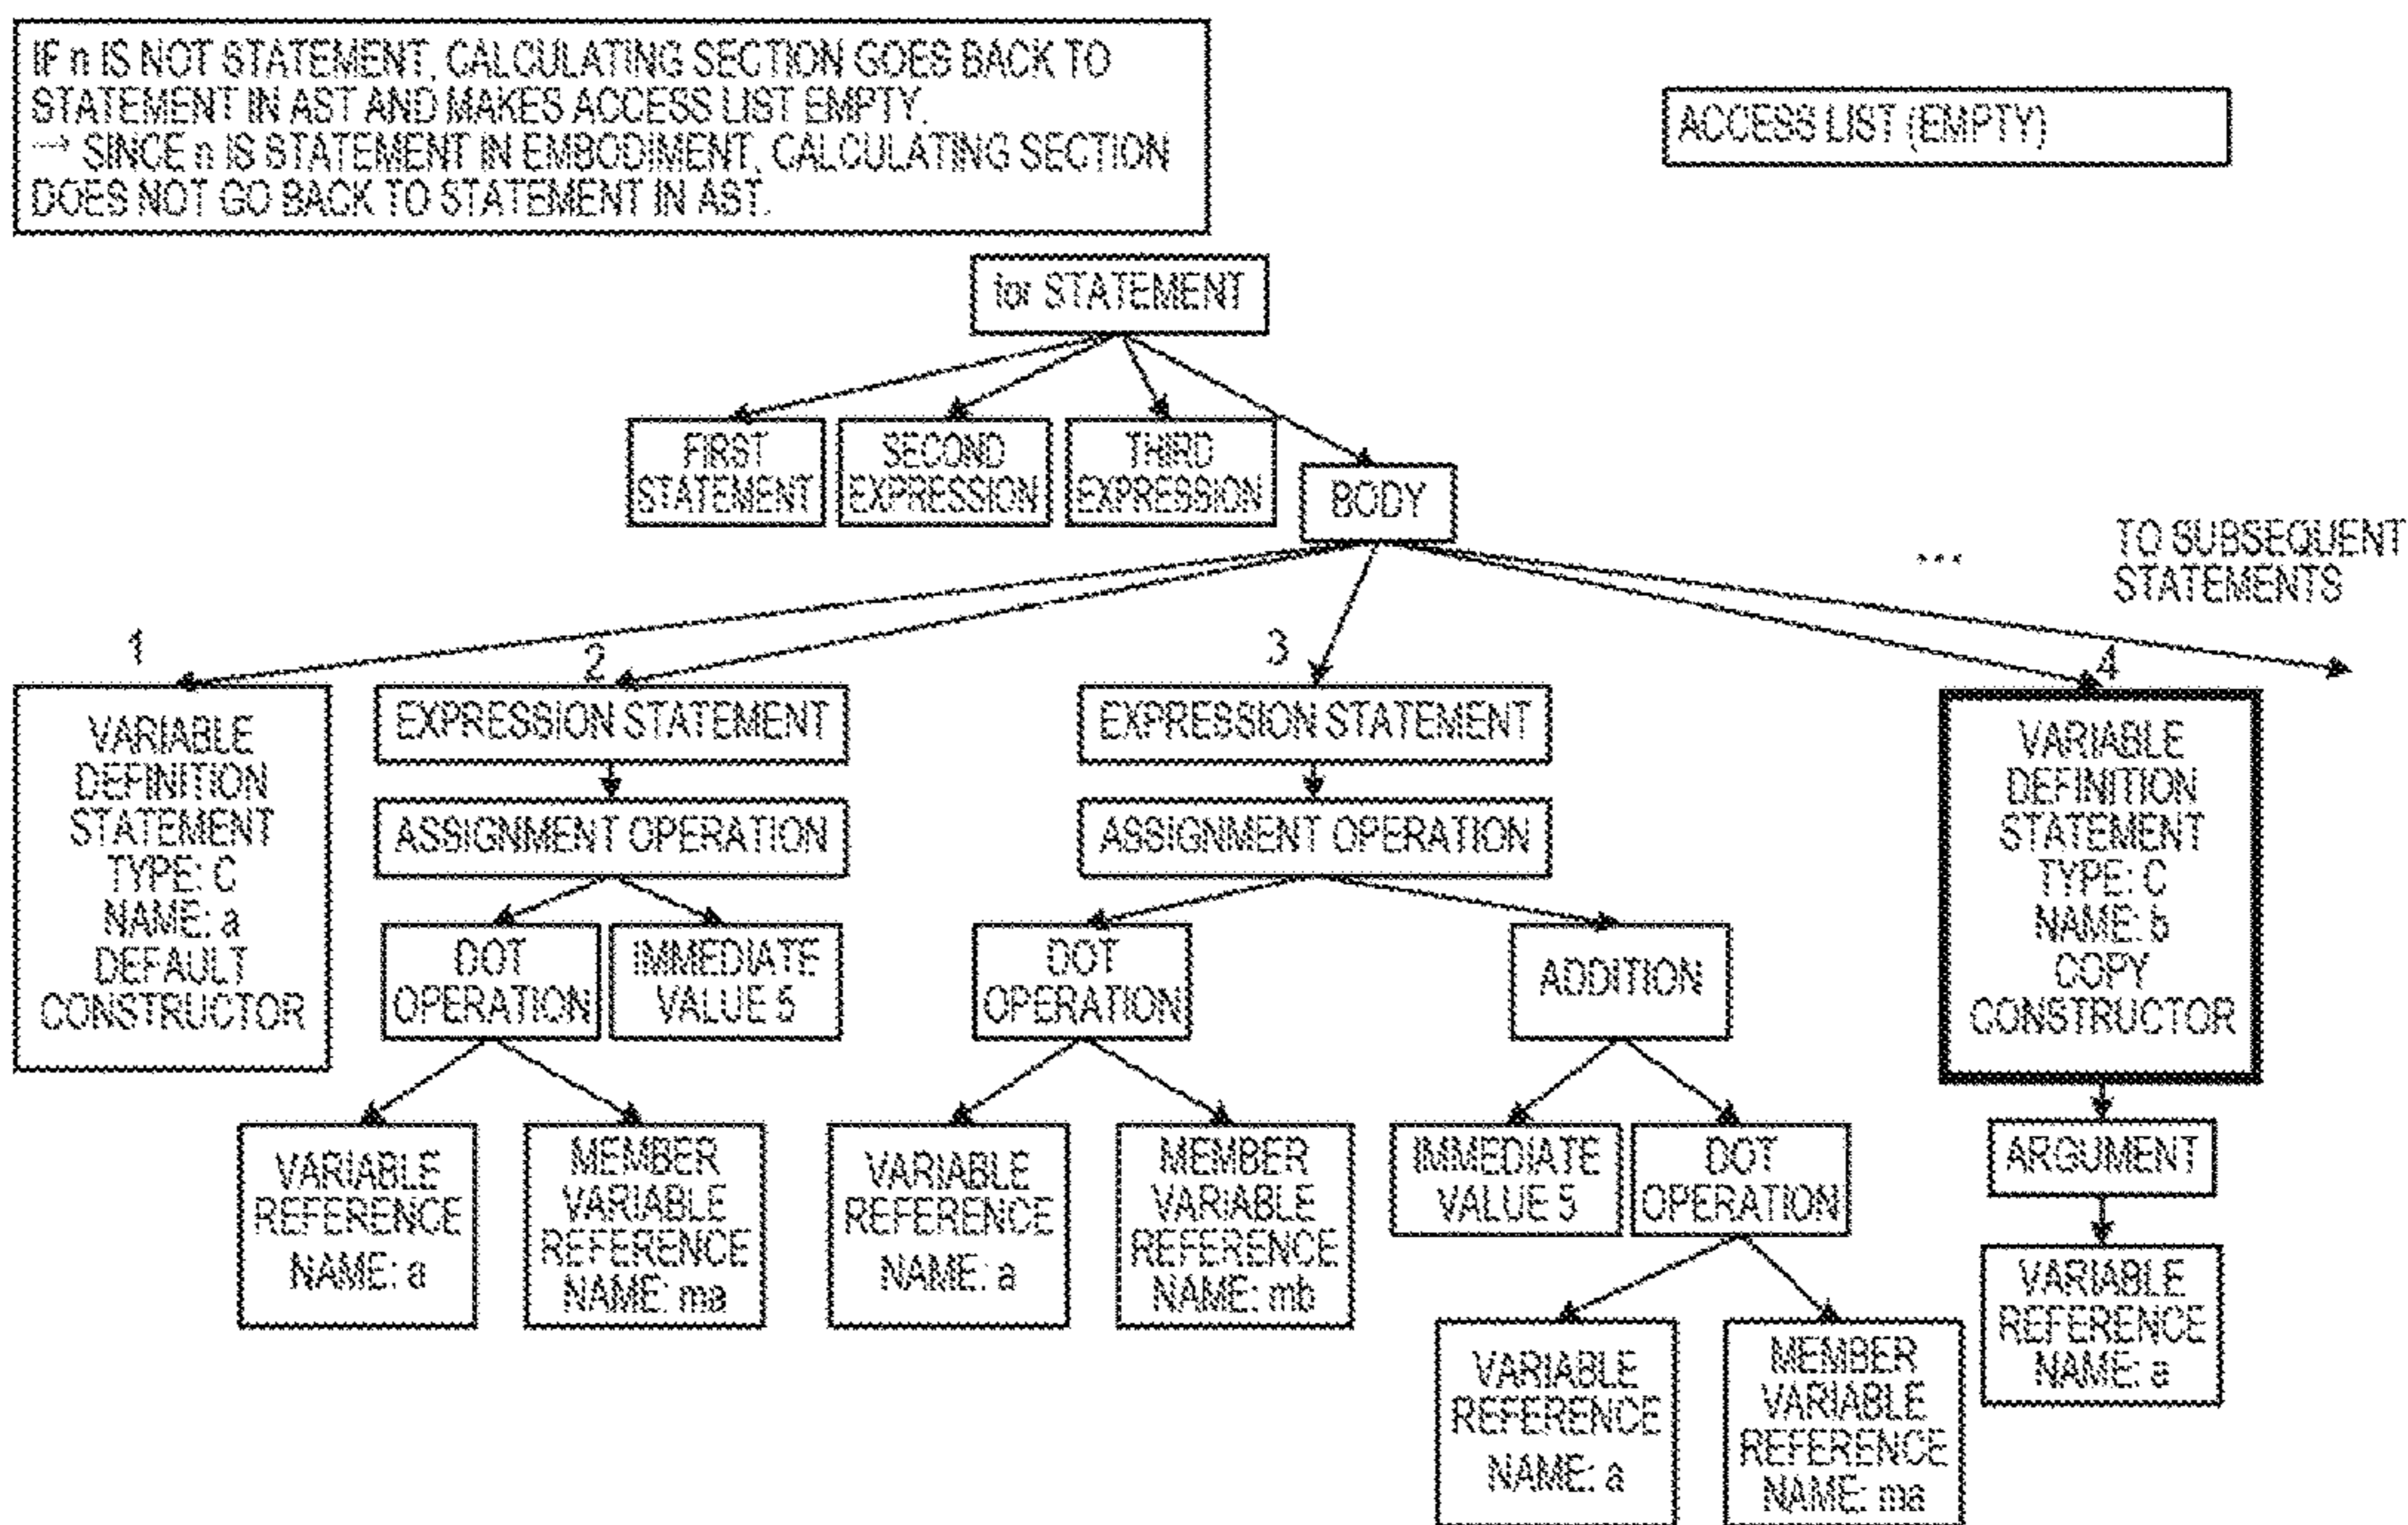 IF n IS NOT STATEMENT, CALCULATING SECTION GOES BACK TO
STATEMENT IN AST AND MAKES ACCESS LIST EMPTY.
→ SINCE n IS STATEMENT IN EMBODIMENT, CALCULATING SECTION
DOES NOT GO BACK TO STATEMENT IN AST.
ACCESS LIST (EMPTY)
for STATEMENT
FIRST
STATEMENT
SECOND
EXPRESSION
THIRD
EXPRESSION
BODY
...
TO SUBSEQUENT
STATEMENTS
1
VARIABLE
DEFINITION
STATEMENT
TYPE: C
NAME: a
DEFAULT
CONSTRUCTOR
2
EXPRESSION STATEMENT
ASSIGNMENT OPERATION
DOT
OPERATION
IMMEDIATE
VALUE 5
VARIABLE
REFERENCE
NAME: a
MEMBER
VARIABLE
REFERENCE
NAME: ma
3
EXPRESSION STATEMENT
ASSIGNMENT OPERATION
DOT
OPERATION
ADDITION
VARIABLE
REFERENCE
NAME: a
MEMBER
VARIABLE
REFERENCE
NAME: mb
IMMEDIATE
VALUE 5
DOT
OPERATION
VARIABLE
REFERENCE
NAME: a
MEMBER
VARIABLE
REFERENCE
NAME: ma
4
VARIABLE
DEFINITION
STATEMENT
TYPE: C
NAME: b
COPY
CONSTRUCTOR
ARGUMENT
VARIABLE
REFERENCE
NAME: a